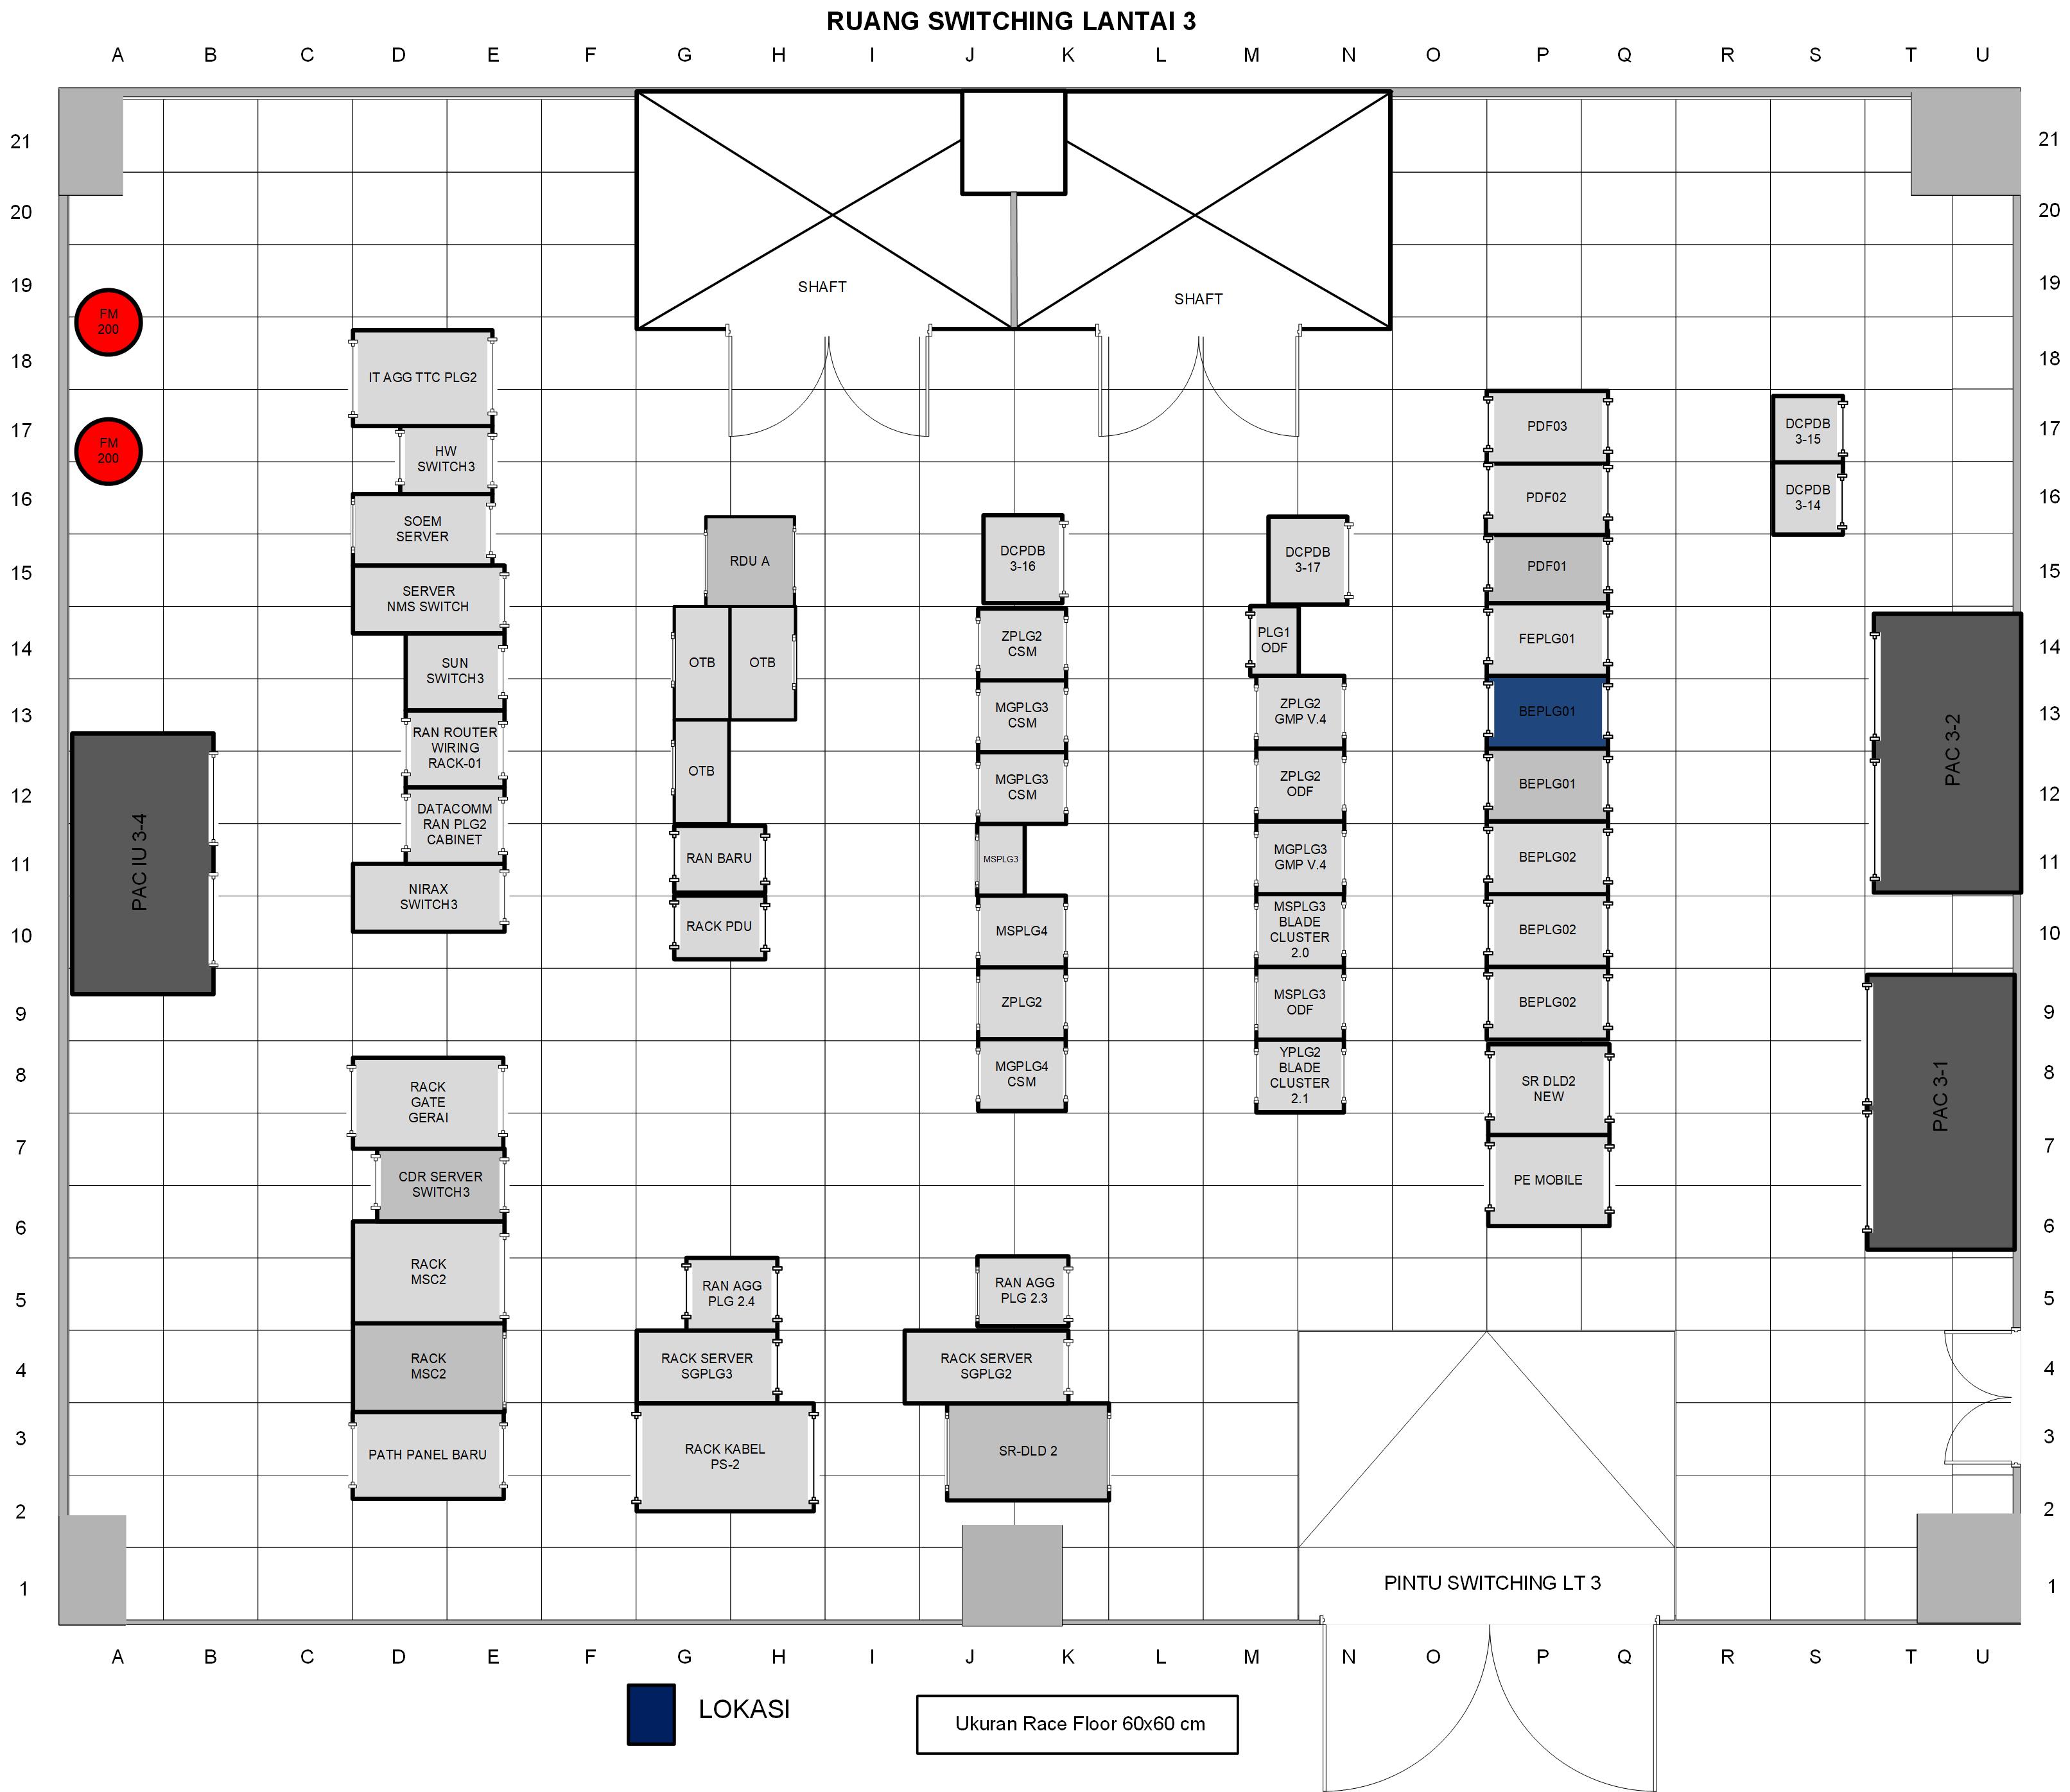 RUANG SWITCHING LANTAI 3
A B C D E F G H I J K L M N O P Q R S T U
21 21
20 20
19 SHAFT SHAFT 19
FM
200
18 IT AGG TTC PLG2 18
FM
200
17 HW
SWITCH3
PDF03
DCPDB
3-15
17
16 SOEM
SERVER
PDF02
DCPDB
3-14
16
RDU A
DCPDB
3-16
DCPDB
3-17
PDF01
15 SERVER
NMS SWITCH
15
14 SUN
SWITCH3
OTB OTB
ZPLG2
CSM
PLG1
ODF
FEPLG01
14
13 RAN ROUTER
WIRING
RACK-01
MGPLG3
CSM
ZPLG2
GMP V.4
BEPLG01
PAC 3-2
13
12 DATACOMM
RAN PLG2
CABINET
OTB
MGPLG3
CSM
ZPLG2
ODF
BEPLG01
12
PAC IU 3-4
11 NIRAX
SWITCH3
RAN BARU
MSPLG3
MGPLG3
GMP V.4
BEPLG02
11
10 RACK PDU
MSPLG4
MSPLG3
BLADE
CLUSTER
2.0
BEPLG02
10
9 ZPLG2
MSPLG3
ODF
BEPLG02
9
8 RACK
GATE
GERAI
MGPLG4
CSM
YPLG2
BLADE
CLUSTER
2.1
SR DLD2
NEW
PAC 3-1
8
7 CDR SERVER
SWITCH3
PE MOBILE
7
6 6
RACK
MSC2
5 RAN AGG
PLG 2.4
RAN AGG
PLG 2.3
5
4 RACK
MSC2
RACK SERVER
SGPLG3
RACK SERVER
SGPLG2
4
3 PATH PANEL BARU
RACK KABEL
PS-2
SR-DLD 2
3
2 2
1 PINTU SWITCHING LT 3 1
A B C D E F G H I J K L M N O P Q R S T U
LOKASI
Ukuran Race Floor 60x60 cm